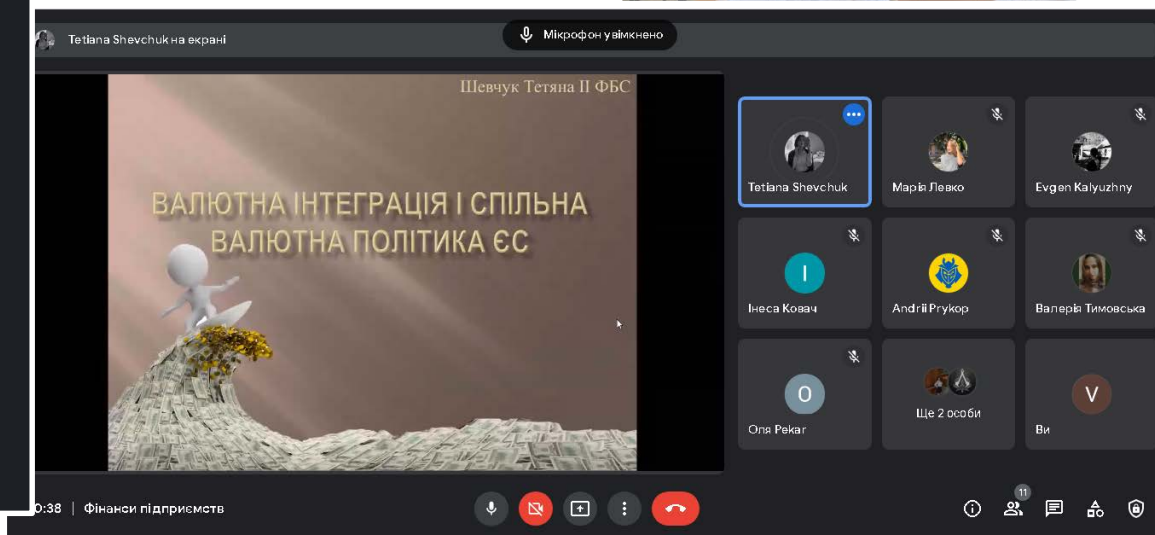 Tetiana Shevchuk на екрані
Мікрофон увімкнено
Шевчук Тетяна ІІ ФБС
ВАЛЮТНА ІНТЕГРАЦІЯ І СПІЛЬНА
ВАЛЮТНА ПОЛІТИКА ЄС
Tetiana Shevchuk
Марія Левко
Evgen Kalyuzhny
І
Інеса Ковач
Andrii Prykop
Валерія Тимовська
О
Оля Pekar
Ще 2 особи
V
Ви
0:38 | Фінанси підприємств
11